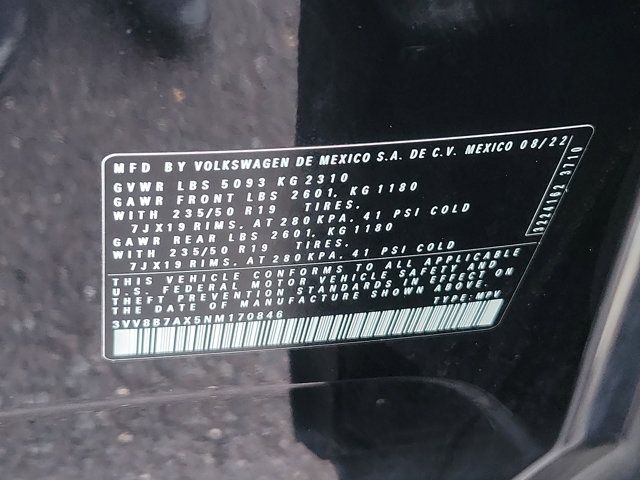 MFD BY VOLKSWAGEN DE MEXICO S.A. DE C.V. MEXICO 08/22
GVWR LBS 5093 KG 2310
GAWR FRONT LBS 2601, KG 1180
WITH 235/50 R19 TIRES.
7JX19 RIMS, AT 280 KPA, 41 PSI COLD
GAWR REAR LBS 2601, KG 1180
WITH 235/50 R19 TIRES.
7JX19 RIMS, AT 280 KPA, 41 PSI COLD
THIS VEHICLE CONFORMS TO ALL APPLICABLE
U.S. FEDERAL MOTOR VEHICLE SAFETY AND
THEFT PREVENTION STANDARDS IN EFFECT ON
THE DATE OF MANUFACTURE SHOWN ABOVE.
3VV8B7AX5NM170846 TYPE: MPV
3224162 3710